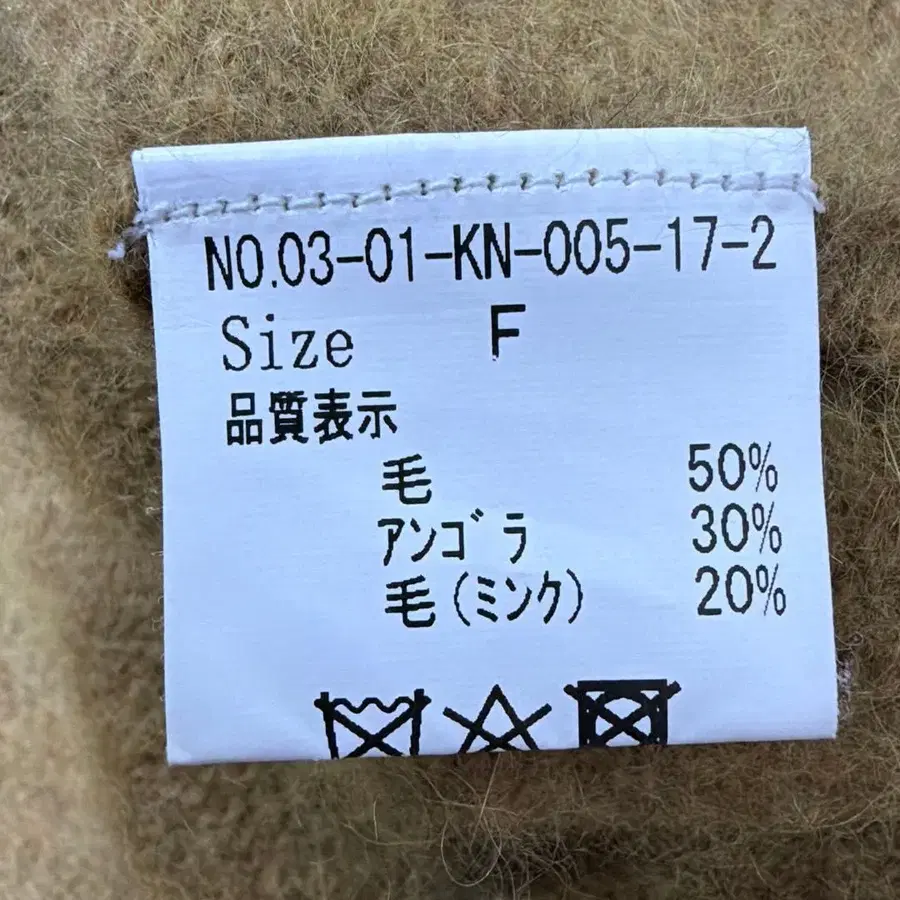 NO.03-01-KN-005-17-2
Size F
品質表示
毛 50%
アンゴラ 30%
毛(ミンク) 20%